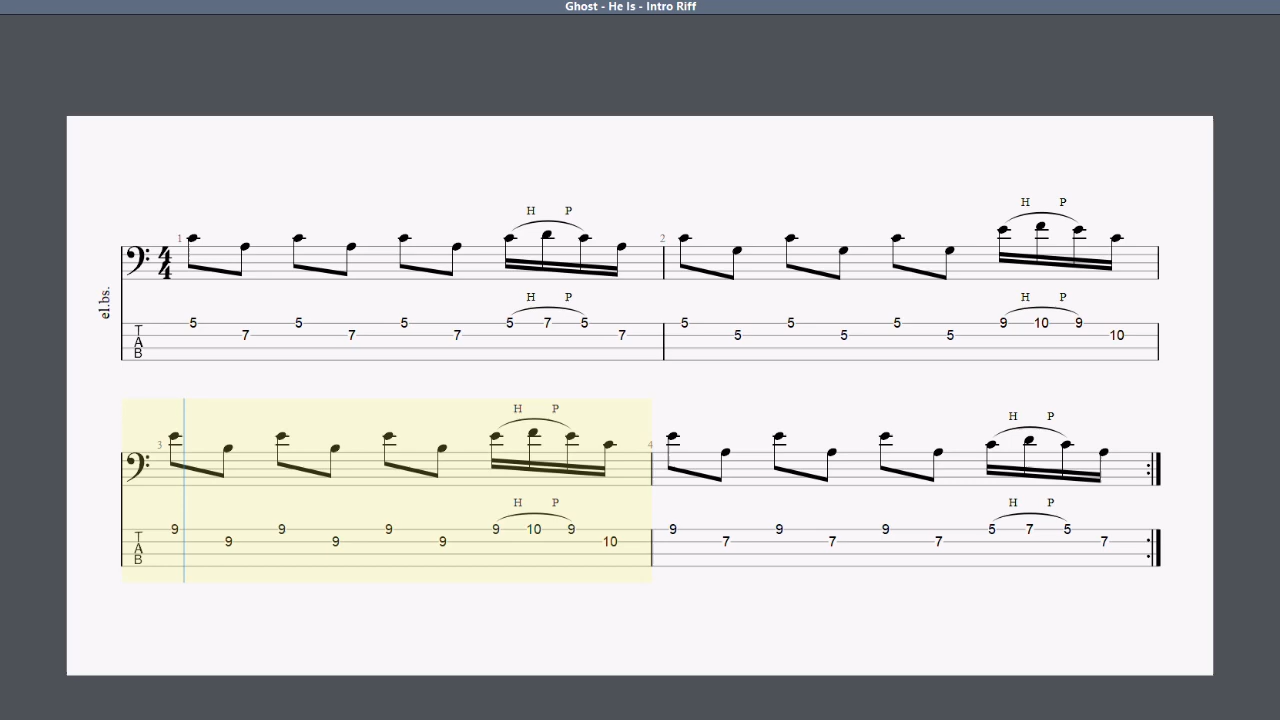 Ghost - He Is - Intro Riff
H P H P
1 2
4
4
el.bs.
H P H P
5 5 5 5 7 5 5 5 5 9 10 9
7 7 7 7 5 5 5 10
T
A
B
H P H P
3 4
H P H P
9 9 9 9 10 9 9 9 9 5 7 5
9 9 9 10 7 7 7 7
T
A
B